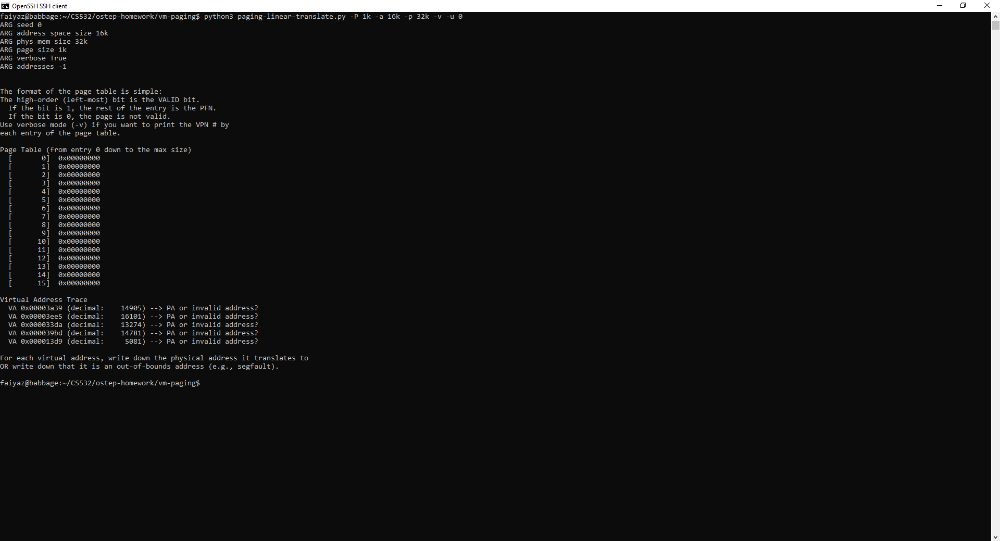 OpenSSH SSH client
faiyaz@babbage:~/CS532/ostep-homework/vm-paging$ python3 paging-linear-translate.py -P 1k -a 16k -p 32k -v -u 0
ARG seed 0
ARG address space size 16k
ARG phys mem size 32k
ARG page size 1k
ARG verbose True
ARG addresses -1
The format of the page table is simple:
The high-order (left-most) bit is the VALID bit.
  If the bit is 1, the rest of the entry is the PFN.
  If the bit is 0, the page is not valid.
Use verbose mode (-v) if you want to print the VPN # by
each entry of the page table.
Page Table (from entry 0 down to the max size)
  [       0]  0x00000000
  [       1]  0x00000000
  [       2]  0x00000000
  [       3]  0x00000000
  [       4]  0x00000000
  [       5]  0x00000000
  [       6]  0x00000000
  [       7]  0x00000000
  [       8]  0x00000000
  [       9]  0x00000000
  [      10]  0x00000000
  [      11]  0x00000000
  [      12]  0x00000000
  [      13]  0x00000000
  [      14]  0x00000000
  [      15]  0x00000000
Virtual Address Trace
  VA 0x00003a39 (decimal:    14905) --> PA or invalid address?
  VA 0x00003ee5 (decimal:    16101) --> PA or invalid address?
  VA 0x000033da (decimal:    13274) --> PA or invalid address?
  VA 0x000039bd (decimal:    14781) --> PA or invalid address?
  VA 0x000013d9 (decimal:     5081) --> PA or invalid address?
For each virtual address, write down the physical address it translates to
OR write down that it is an out-of-bounds address (e.g., segfault).
faiyaz@babbage:~/CS532/ostep-homework/vm-paging$